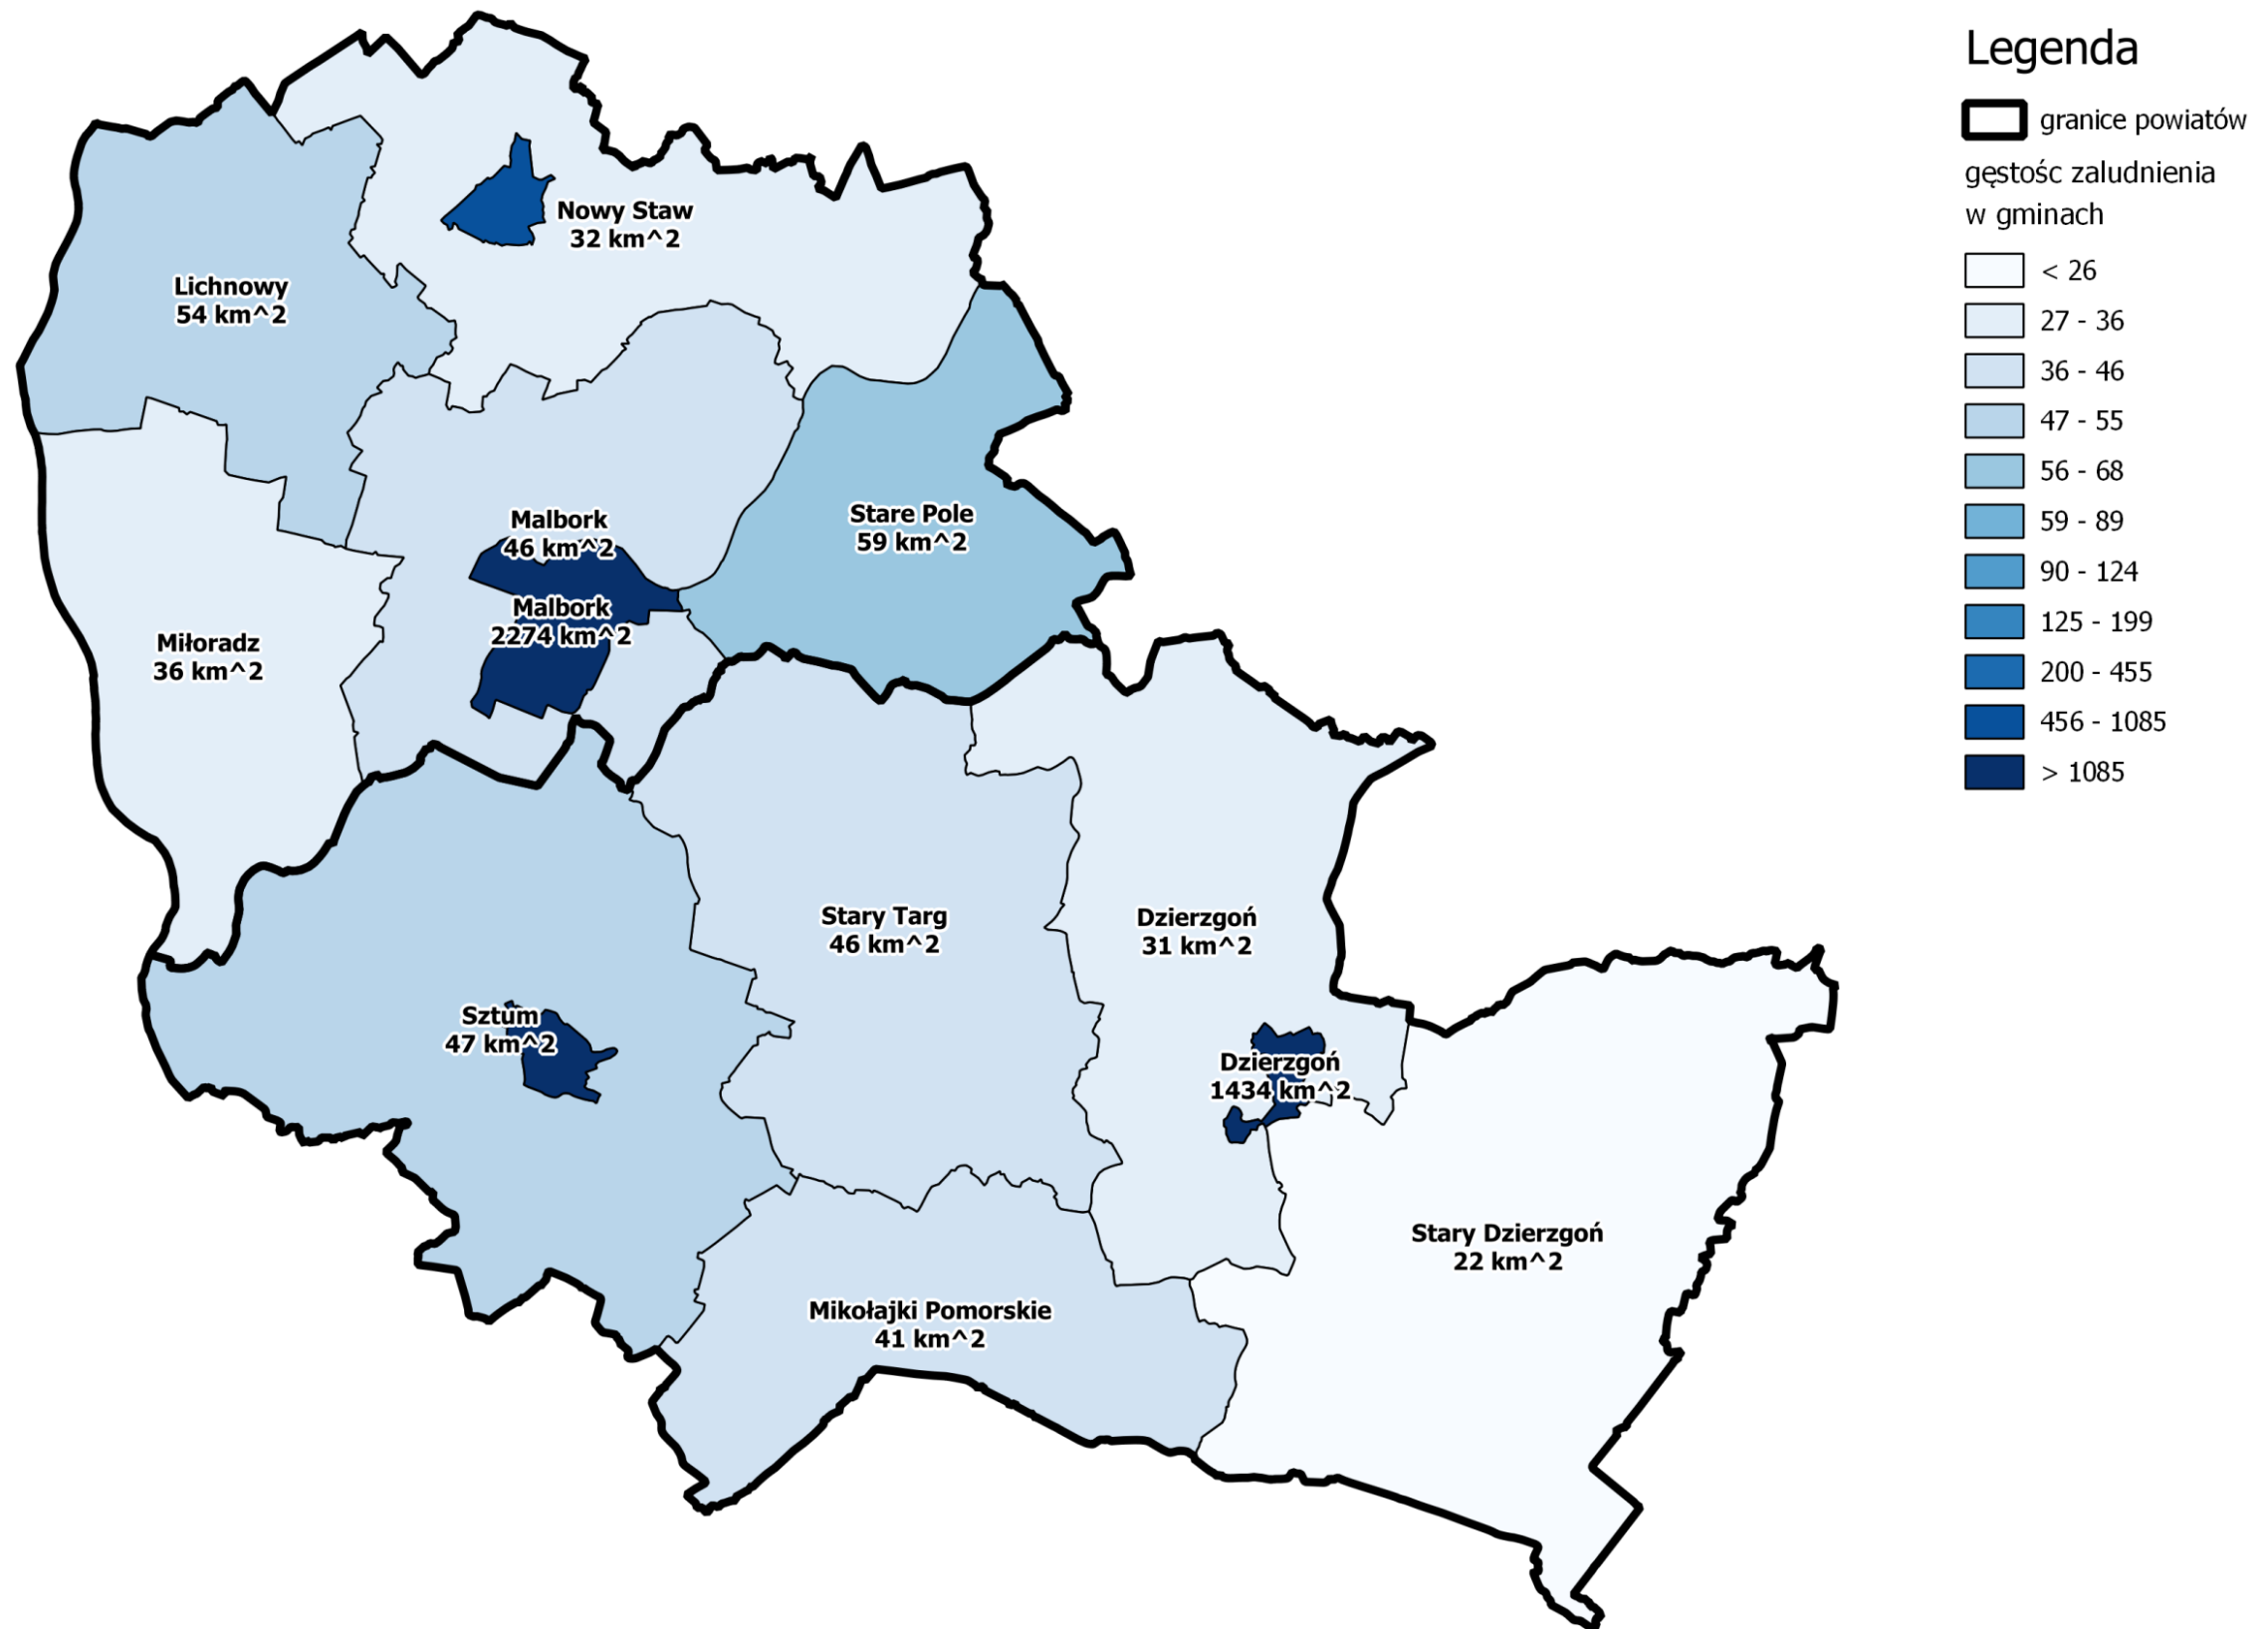 Legenda
granice powiatów
gęstośc zaludnienia
w gminach
< 26
27 - 36
36 - 46
47 - 55
56 - 68
59 - 89
90 - 124
125 - 199
200 - 455
456 - 1085
> 1085
Nowy Staw
32 km^2
Lichnowy
54 km^2
Malbork
46 km^2
Stare Pole
59 km^2
Malbork
2274 km^2
Miłoradz
36 km^2
Stary Targ
46 km^2
Dzierzgoń
31 km^2
Sztum
47 km^2
Dzierzgoń
1434 km^2
Stary Dzierzgoń
22 km^2
Mikołajki Pomorskie
41 km^2